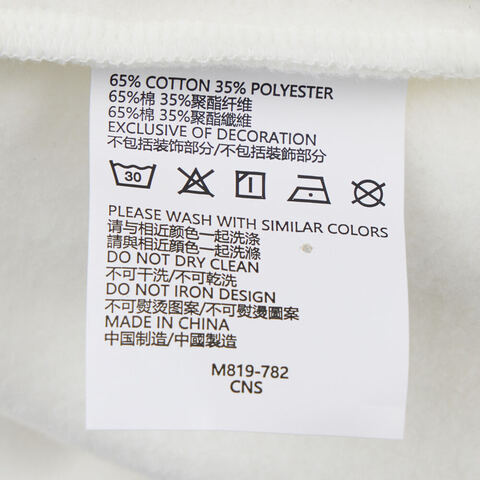 65% COTTON 35% POLYESTER
65%棉 35%聚酯纤维
65%棉 35%聚酯纖維
EXCLUSIVE OF DECORATION
不包括装饰部分/不包括裝飾部分
30
PLEASE WASH WITH SIMILAR COLORS
请与相近颜色一起洗涤
請與相近顔色一起洗滌
DO NOT DRY CLEAN
不可干洗/不可乾洗
DO NOT IRON DESIGN
不可熨烫图案/不可熨燙圖案
MADE IN CHINA
中国制造/中國製造
M819-782
CNS